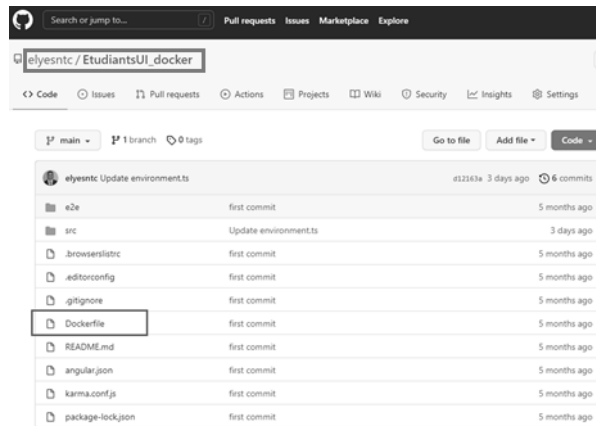 Search or jump to... / Pull requests Issues Marketplace Explore
elyesntc / EtudiantsUI_docker
<> Code Issues Pull requests Actions Projects Wiki Security Insights Settings
main 1 branch 0 tags Go to file Add file Code
elyesntc Update environment.ts d12163a 3 days ago 6 commits
e2e first commit 5 months ago
src Update environment.ts 3 days ago
.browserslistrc first commit 5 months ago
.editorconfig first commit 5 months ago
.gitignore first commit 5 months ago
Dockerfile first commit 5 months ago
README.md first commit 5 months ago
angular.json first commit 5 months ago
karma.conf.js first commit 5 months ago
package-lock.json first commit 5 months ago